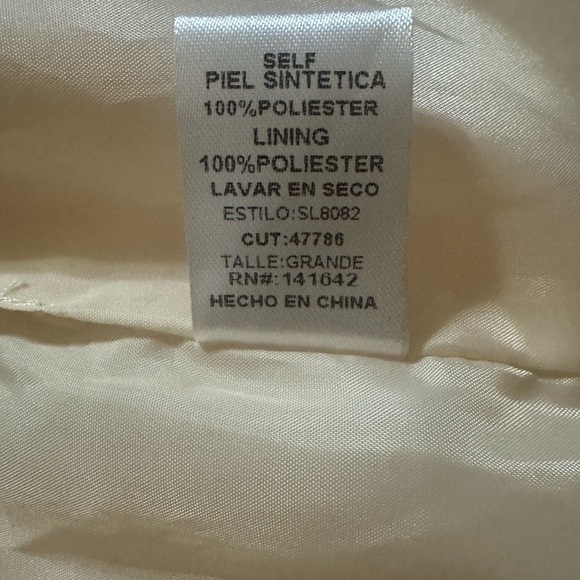 SELF
PIEL SINTETICA
100%POLIESTER
LINING
100%POLIESTER
LAVAR EN SECO
ESTILO:SL8082
CUT:47786
TALLE:GRANDE
RN#: 141642
HECHO EN CHINA